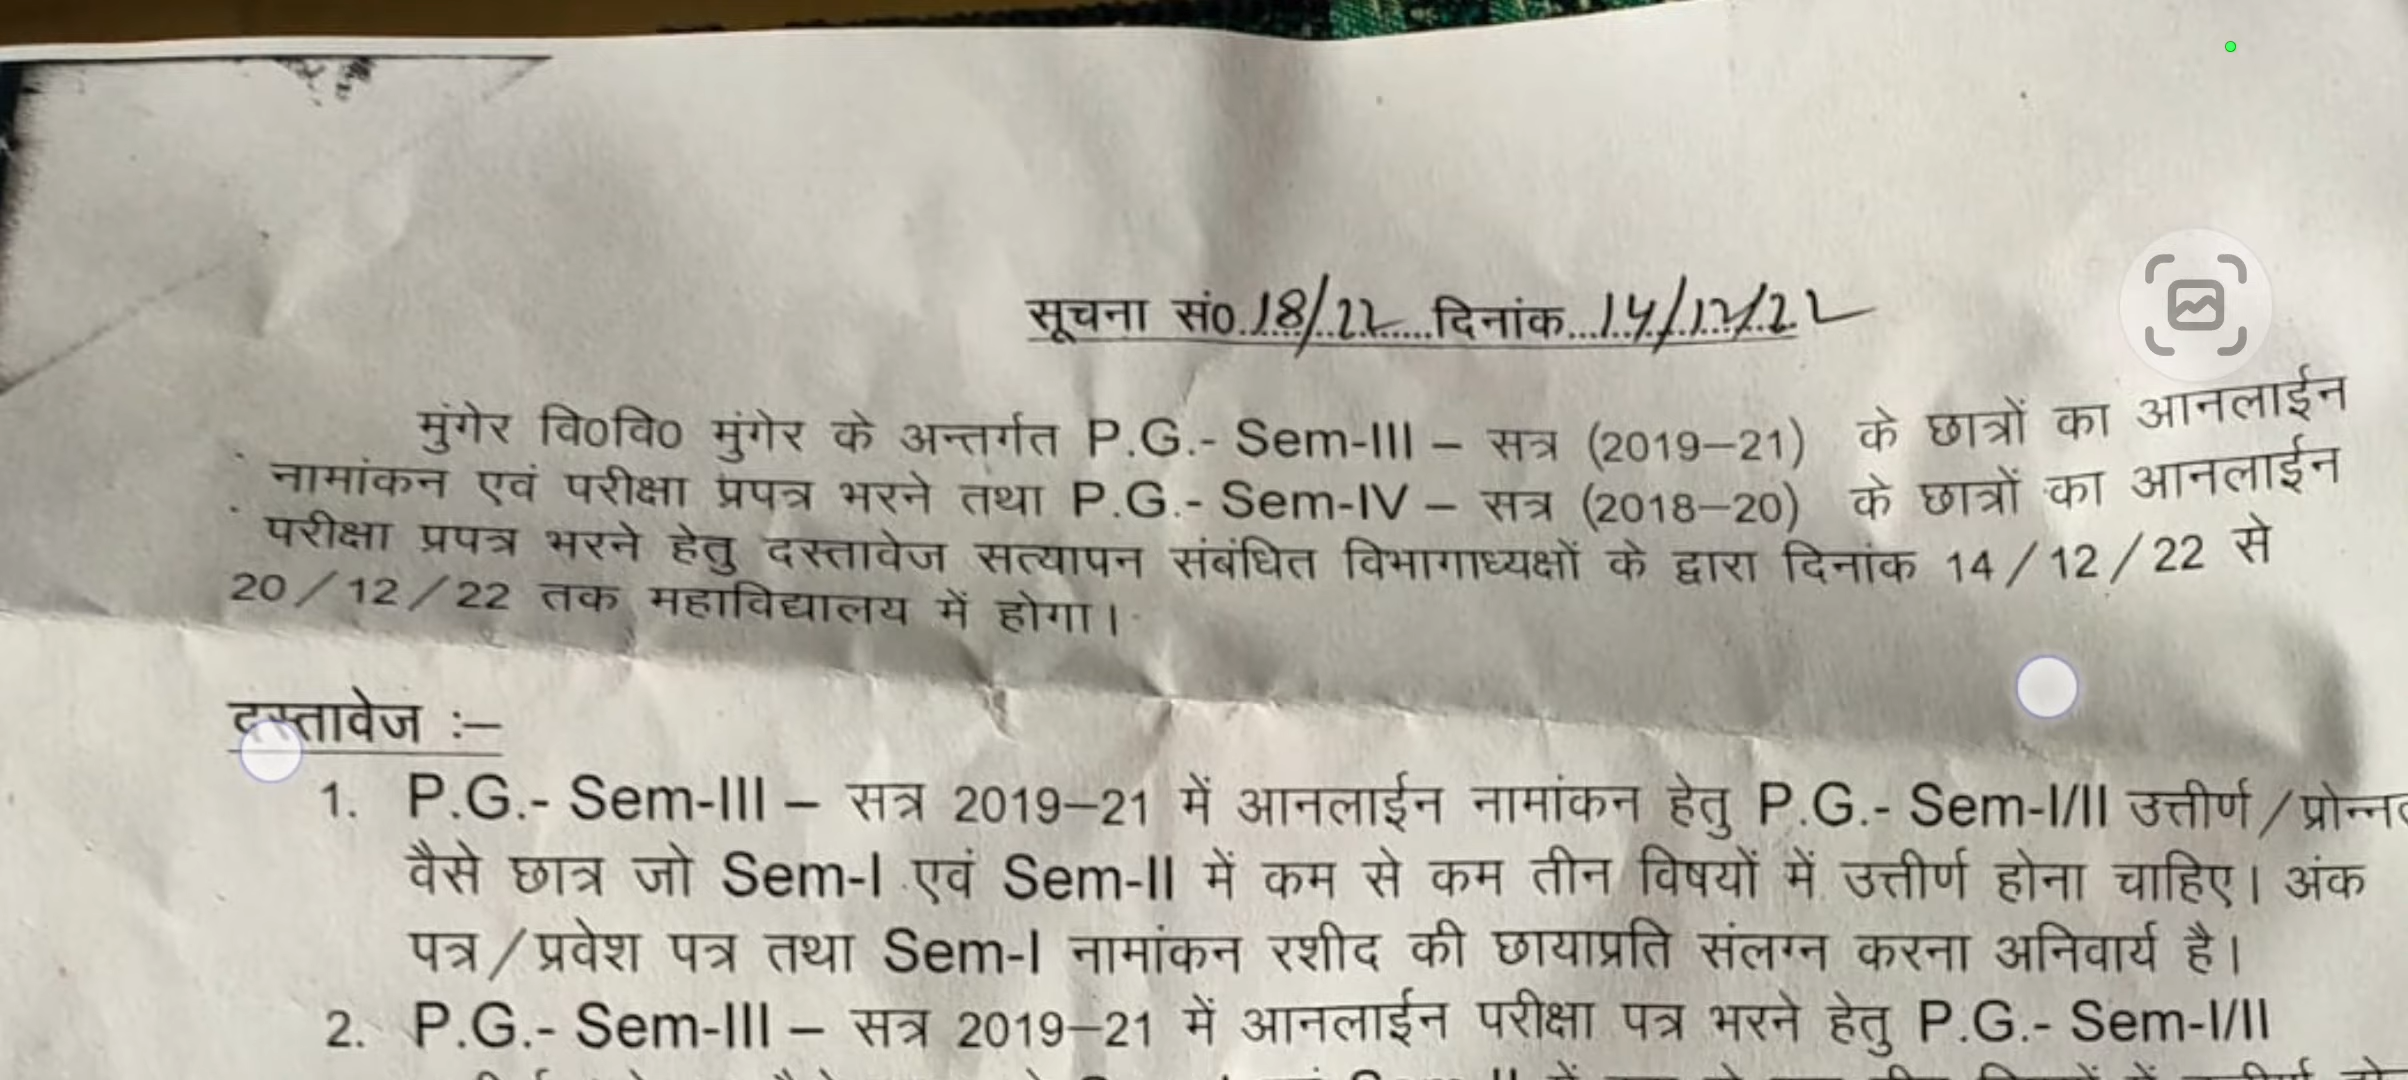 सूचना सं0.18/22.....दिनांक...14/12/22
मुंगेर वि0वि0 मुंगेर के अन्तर्गत P.G.- Sem-III – सत्र (2019–21) के छात्रों का आनलाईन
नामांकन एवं परीक्षा प्रपत्र भरने तथा P.G.- Sem-IV – सत्र (2018–20) के छात्रों का आनलाईन
परीक्षा प्रपत्र भरने हेतु दस्तावेज सत्यापन संबंधित विभागाध्यक्षों के द्वारा दिनांक 14/12/22 से
20/12/22 तक महाविद्यालय में होगा।
दस्तावेज :–
1. P.G.- Sem-III – सत्र 2019–21 में आनलाईन नामांकन हेतु P.G.- Sem-I/II उत्तीर्ण/
वैसे छात्र जो Sem-I एवं Sem-II में कम से कम तीन विषयों में उत्तीर्ण होना चाहिए। अंक
पत्र/प्रवेश पत्र तथा Sem-I नामांकन रशीद की छायाप्रति संलग्न करना अनिवार्य है।
2. P.G.- Sem-III – सत्र 2019–21 में आनलाईन परीक्षा पत्र भरने हेतु P.G.- Sem-I/II